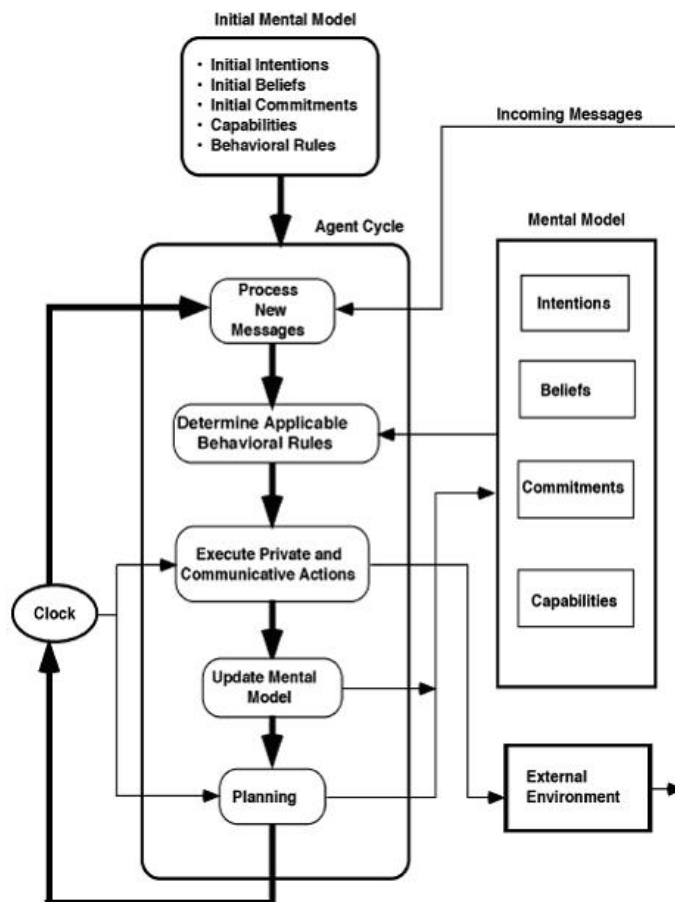 Initial Mental Model
• Initial Intentions
• Initial Beliefs
• Initial Commitments
• Capabilities
• Behavioral Rules
Incoming Messages
Agent Cycle
Mental Model
Process
New
Messages
Intentions
Determine Applicable
Behavioral Rules
Beliefs
Commitments
Execute Private and
Communicative Actions
Clock
Capabilities
Update Mental
Model
Planning
External
Environment